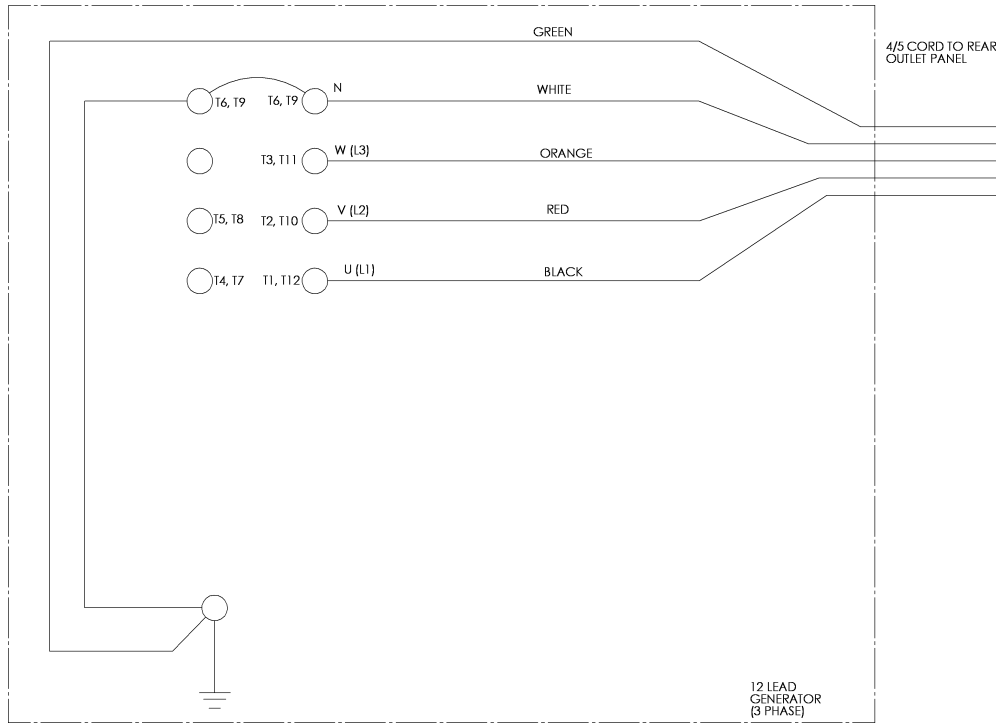 GREEN
4/5 CORD TO REAR
OUTLET PANEL
N
WHITE
T6, T9 T6, T9
W (L3)
ORANGE
T3, T11
V (L2)
RED
T5, T8 T2, T10
U (L1)
BLACK
T4, T7 T1, T12
12 LEAD
GENERATOR
(3 PHASE)